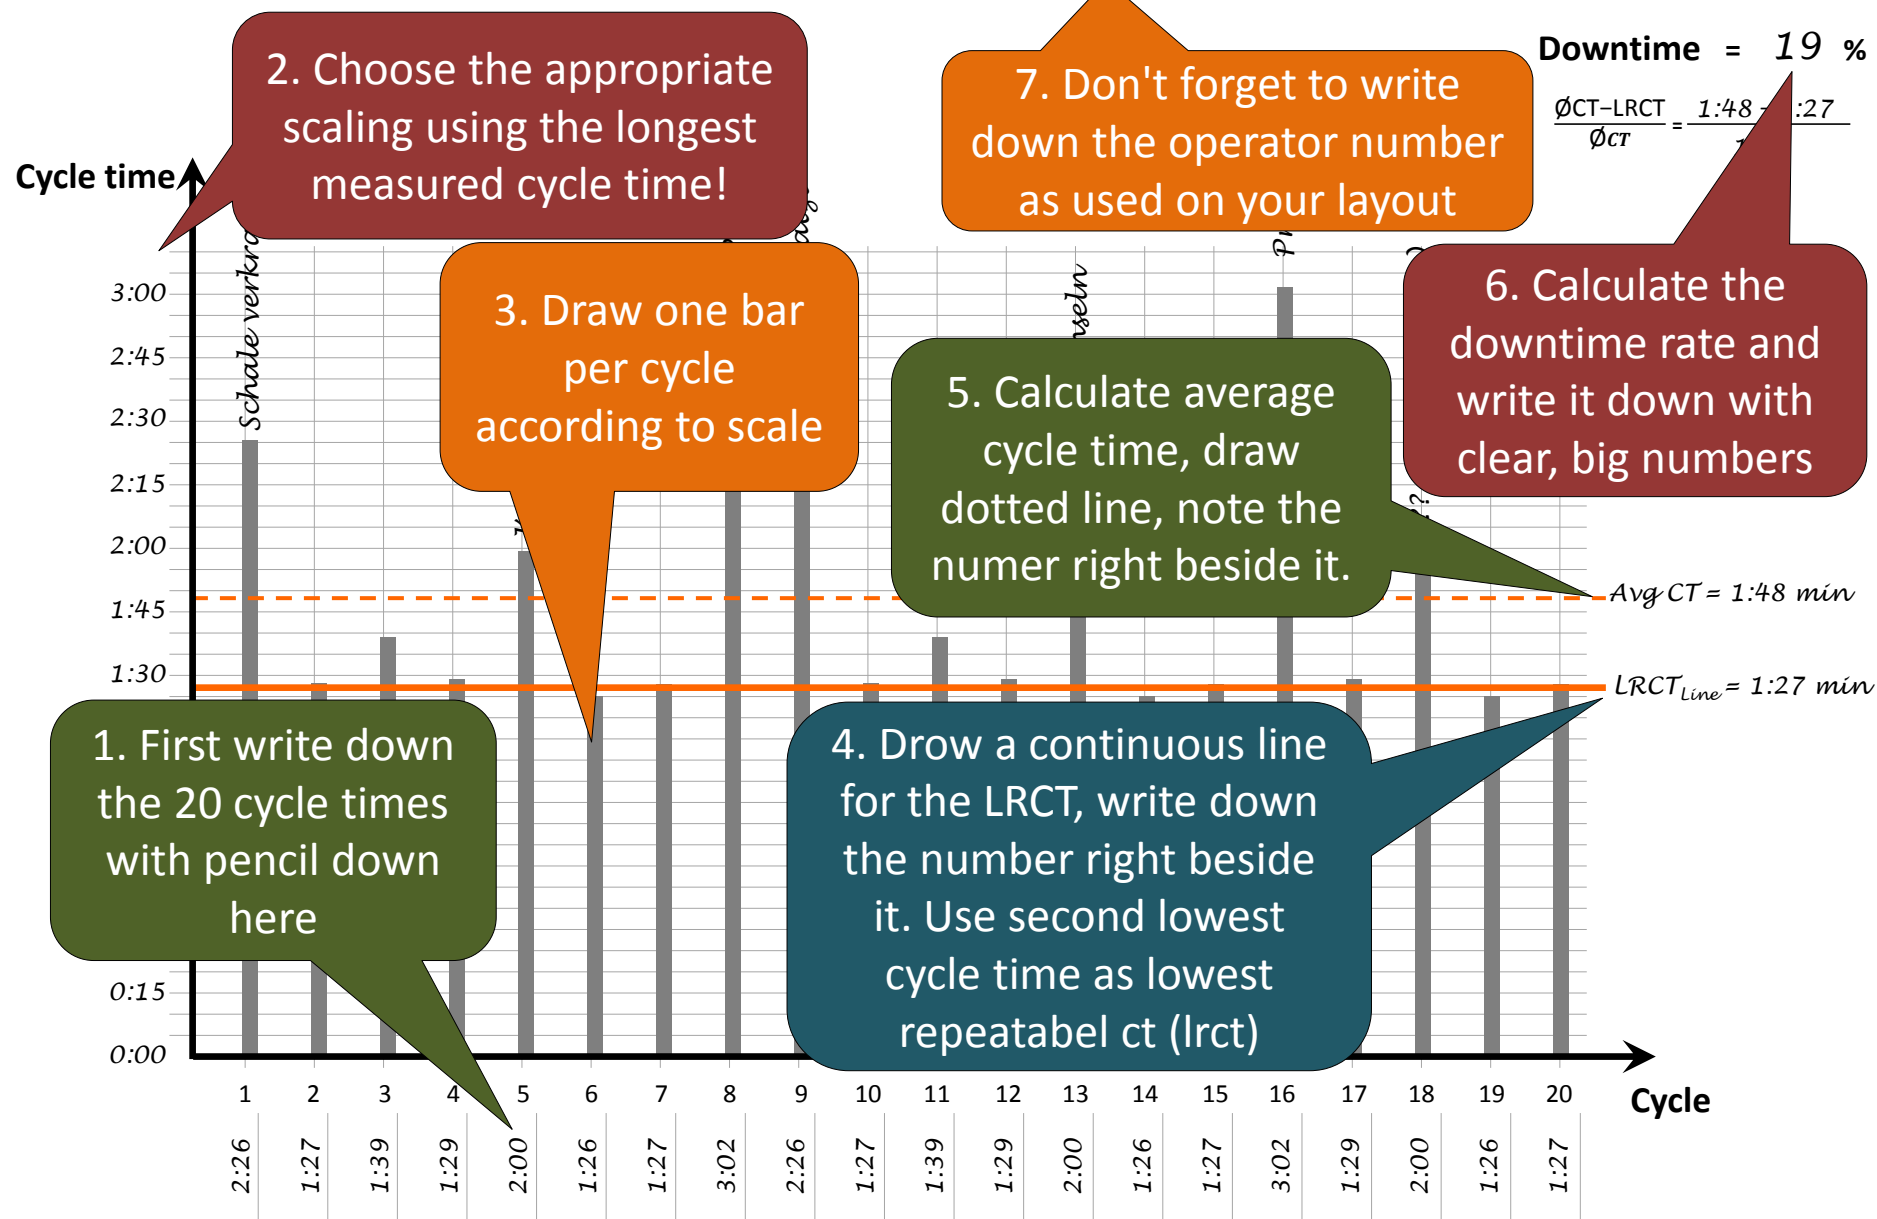 Downtime = 19 %
ØCT−LRCT
ØCT
=
1:48 - :27
2. Choose the appropriate
scaling using the longest
measured cycle time!
7. Don't forget to write
down the operator number
as used on your layout
Cycle time
3. Draw one bar
per cycle
according to scale
6. Calculate the
downtime rate and
write it down with
clear, big numbers
5. Calculate average
cycle time, draw
dotted line, note the
numer right beside it.
Schale
3:00
2:45
2:30
2:15
2:00
1:45
1:30
0:15
0:00
Avg CT = 1:48 min
LRCT Line = 1:27 min
1. First write down
the 20 cycle times
with pencil down
here
4. Drow a continuous line
for the LRCT, write down
the number right beside
it. Use second lowest
cycle time as lowest
repeatabel ct (lrct)
1 2 3 4 5 6 7 8 9 10 11 12 13 14 15 16 17 18 19 20
Cycle
2:26 1:27 1:39 1:29 2:00 1:26 1:27 3:02 2:26 1:27 1:39 1:29 2:00 1:26 1:27 3:02 1:29 2:00 1:26 1:27